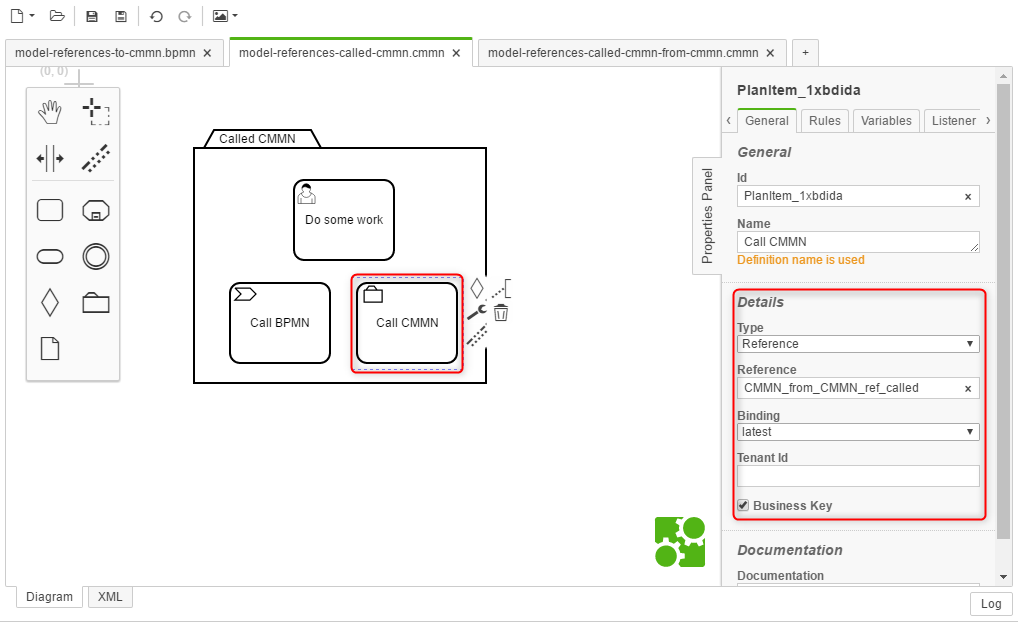 model-references-to-cmmn.bpmn ×
model-references-called-cmmn.cmmn ×
model-references-called-cmmn-from-cmmn.cmmn ×
+
(0, 0)
Called CMMN
Do some work
Call BPMN
Call CMMN
Properties Panel
PlanItem_1xbdida
General
Rules
Variables
Listener
General
Id
PlanItem_1xbdida ×
Name
Call CMMN
Definition name is used
Details
Type
Reference
Reference
CMMN_from_CMMN_ref_called ×
Binding
latest
Tenant Id
Business Key
Documentation
Documentation
Diagram
XML
Log